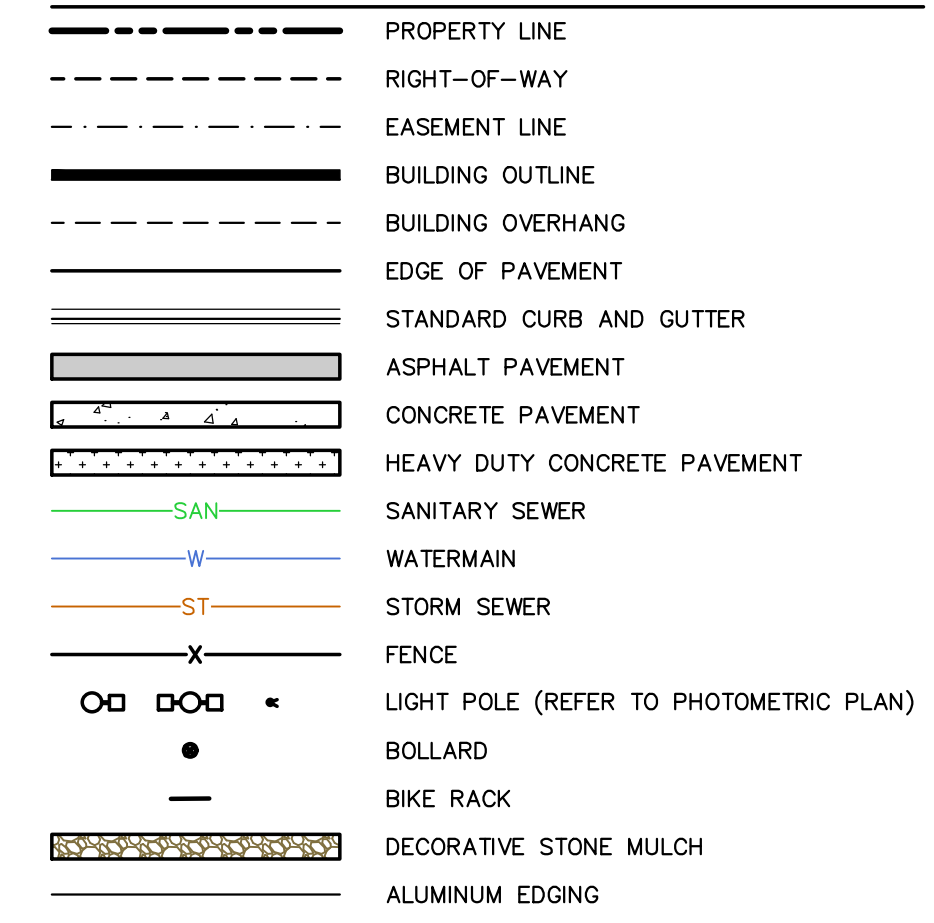 PROPERTY LINE
RIGHT-OF-WAY
EASEMENT LINE
BUILDING OUTLINE
BUILDING OVERHANG
EDGE OF PAVEMENT
STANDARD CURB AND GUTTER
ASPHALT PAVEMENT
CONCRETE PAVEMENT
HEAVY DUTY CONCRETE PAVEMENT
SAN SANITARY SEWER
W WATERMAIN
ST STORM SEWER
X FENCE
LIGHT POLE (REFER TO PHOTOMETRIC PLAN)
BOLLARD
BIKE RACK
DECORATIVE STONE MULCH
ALUMINUM EDGING